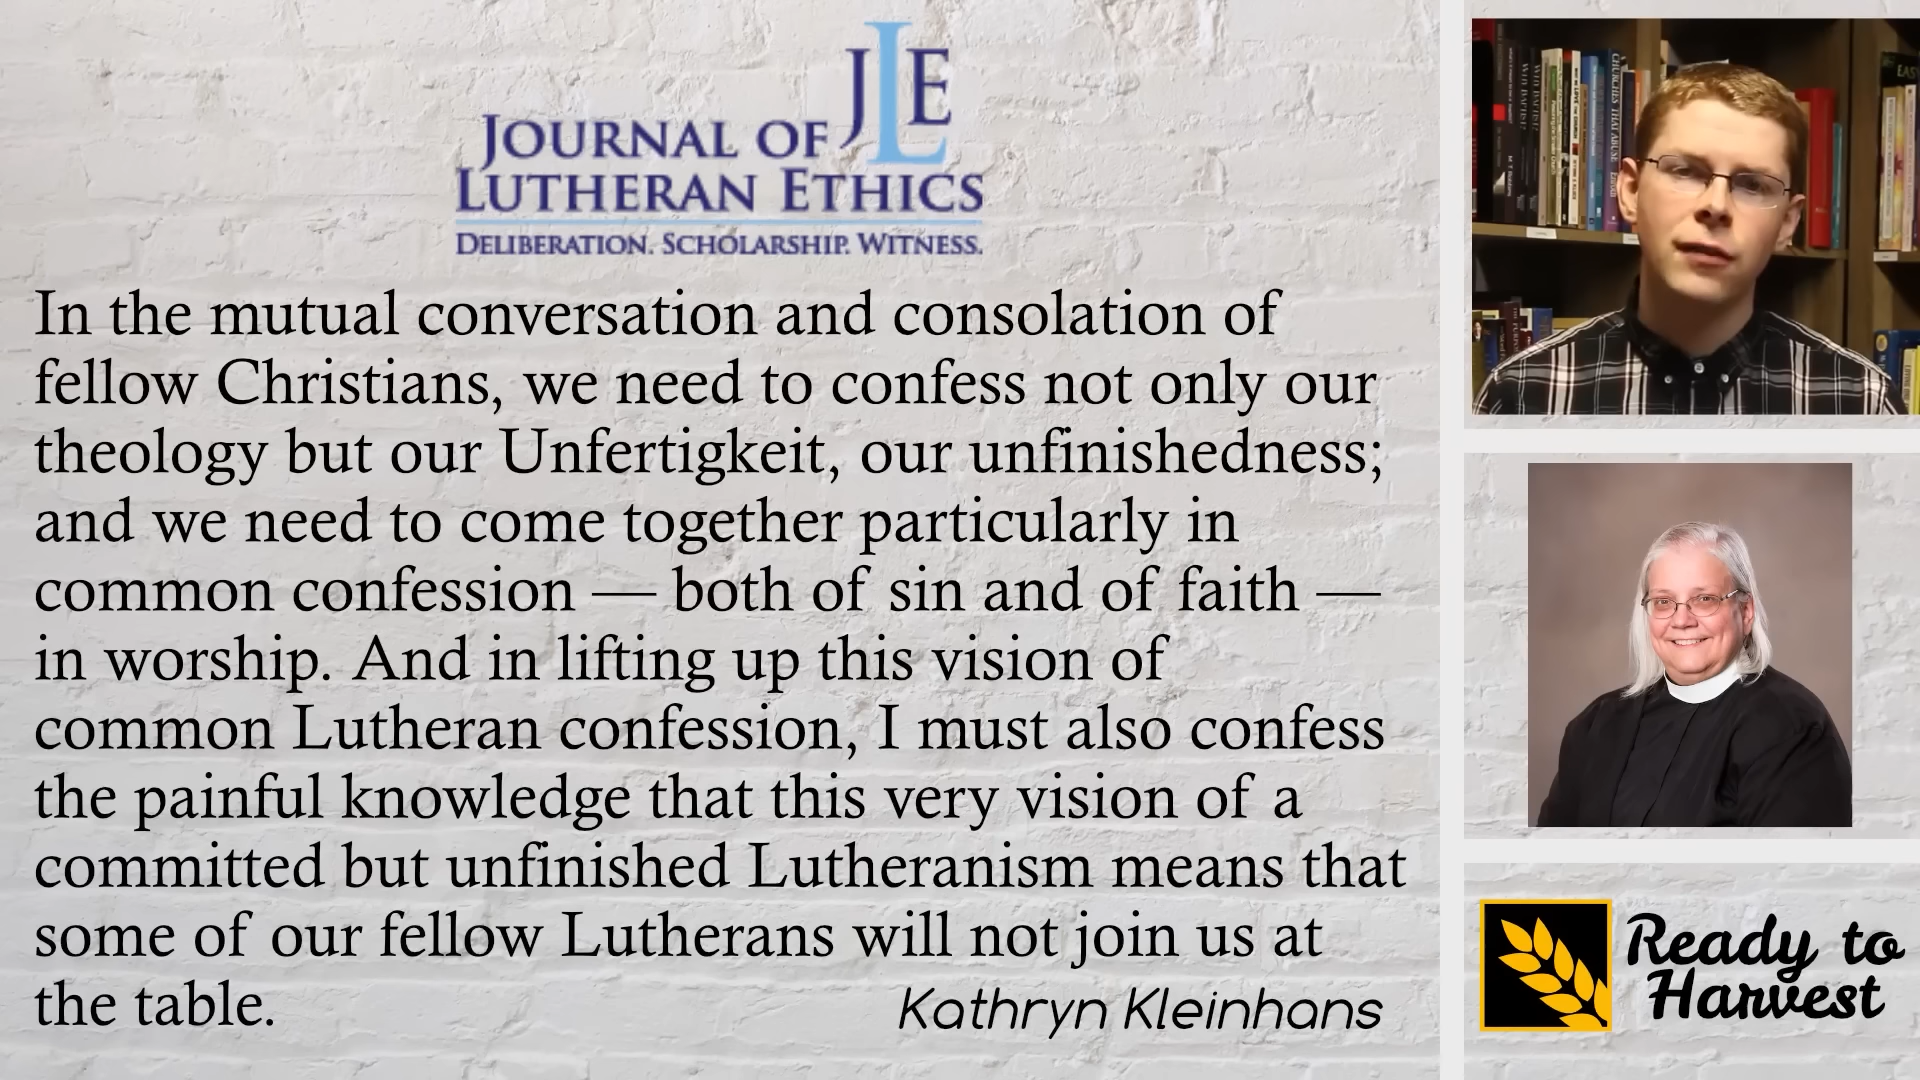 JLE
JOURNAL OF
LUTHERAN ETHICS
DELIBERATION. SCHOLARSHIP. WITNESS.
In the mutual conversation and consolation of
fellow Christians, we need to confess not only our
theology but our Unfertigkeit, our unfinishedness;
and we need to come together particularly in
common confession — both of sin and of faith —
in worship. And in lifting up this vision of
common Lutheran confession, I must also confess
the painful knowledge that this very vision of a
committed but unfinished Lutheranism means that
some of our fellow Lutherans will not join us at
the table.
Kathryn Kleinhans
CHURCHES THAT ABUSE
EAS
Ready to
Harvest